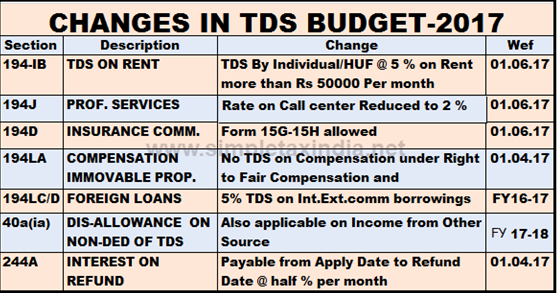 CHANGES IN TDS BUDGET-2017
Section Description Change Wef
194-IB TDS ON RENT TDS By Individual/HUF @ 5 % on Rent more than Rs 50000 Per month 01.06.17
194J PROF. SERVICES Rate on Call center Reduced to 2 % 01.06.17
194D INSURANCE COMM. Form 15G-15H allowed 01.06.17
www.simpletaxindia.net
194LA COMPENSATION IMMOVABLE PROP. No TDS on Compensation under Right to Fair Compensation and 01.04.17
194LC/D FOREIGN LOANS 5% TDS on Int.Ext.comm borrowings FY16-17
40a(ia) DIS-ALLOWANCE ON NON-DED OF TDS Also applicable on Income from Other Source FY 17-18
244A INTEREST ON REFUND Payable from Apply Date to Refund Date @ half % per month 01.04.17